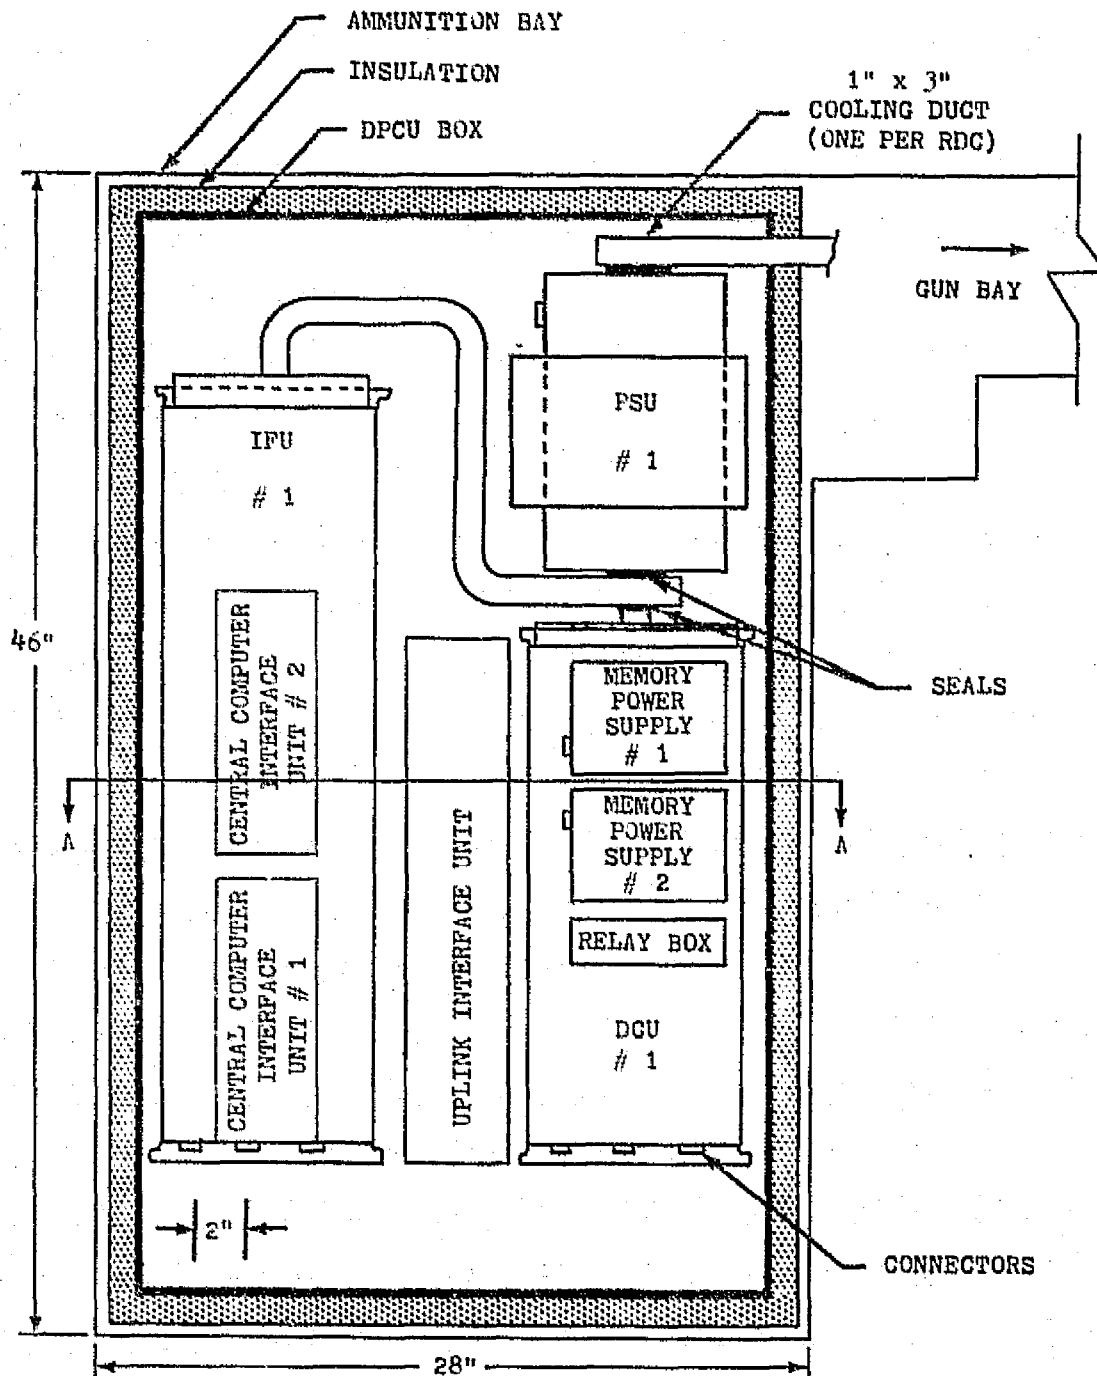 AMMUNITION BAY
INSULATION
DPCU BOX
1" x 3"
COOLING DUCT
(ONE PER RDC)
GUN BAY
PSU
# 1
IFU
# 1
46"
CENTRAL COMPUTER
INTERFACE
UNIT # 2
SEALS
MEMORY
POWER
SUPPLY
# 1
A
A
MEMORY
POWER
SUPPLY
# 2
RELAY BOX
UPLINK INTERFACE UNIT
CENTRAL COMPUTER
INTERFACE
UNIT # 1
DCU
# 1
2"
CONNECTORS
28"